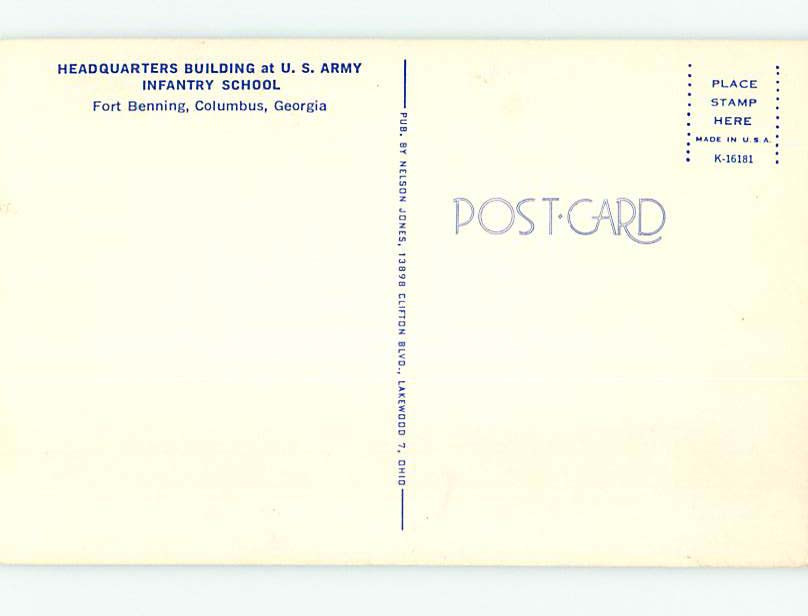 HEADQUARTERS BUILDING at U. S. ARMY
INFANTRY SCHOOL
Fort Benning, Columbus, Georgia
PUB. BY NELSON JONES, 13898 CLIFTON BLVD., LAKEWOOD 7, OHIO
PLACE
STAMP
HERE
MADE IN U.S.A.
K-16181
POST·CARD